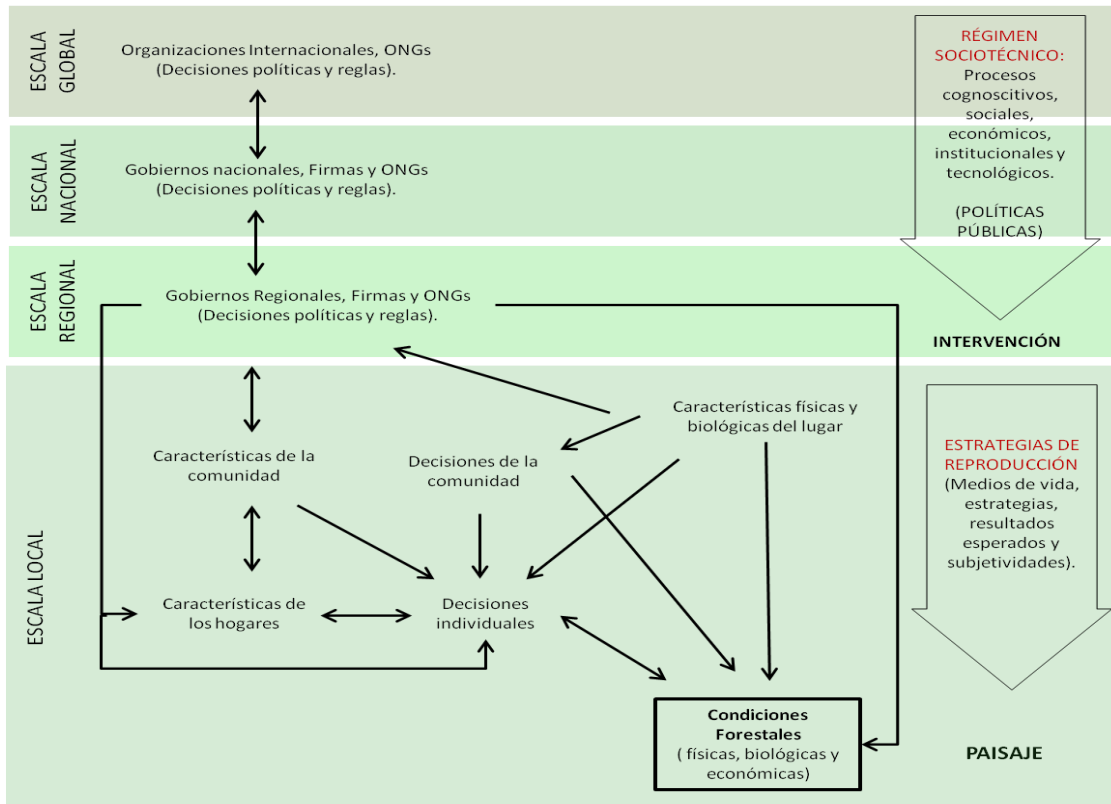 ESCALA
GLOBAL
Organizaciones Internacionales, ONGs
(Decisiones políticas y reglas).
ESCALA
NACIONAL
Gobiernos nacionales, Firmas y ONGs
(Decisiones políticas y reglas).
ESCALA
REGIONAL
Gobiernos Regionales, Firmas y ONGs
(Decisiones políticas y reglas).
RÉGIMEN
SOCIOTÉCNICO:
Procesos
cognoscitivos,
sociales,
económicos,
institucionales y
tecnológicos.
(POLÍTICAS
PÚBLICAS)
INTERVENCIÓN
ESCALA LOCAL
Características físicas y
biológicas del lugar
Características de la
comunidad
Decisiones de la
comunidad
Características de
los hogares
Decisiones
individuales
Condiciones
Forestales
( físicas, biológicas y
económicas)
ESTRATEGIAS DE
REPRODUCCIÓN
(Medios de vida,
estrategias,
resultados
esperados y
subjetividades).
PAISAJE